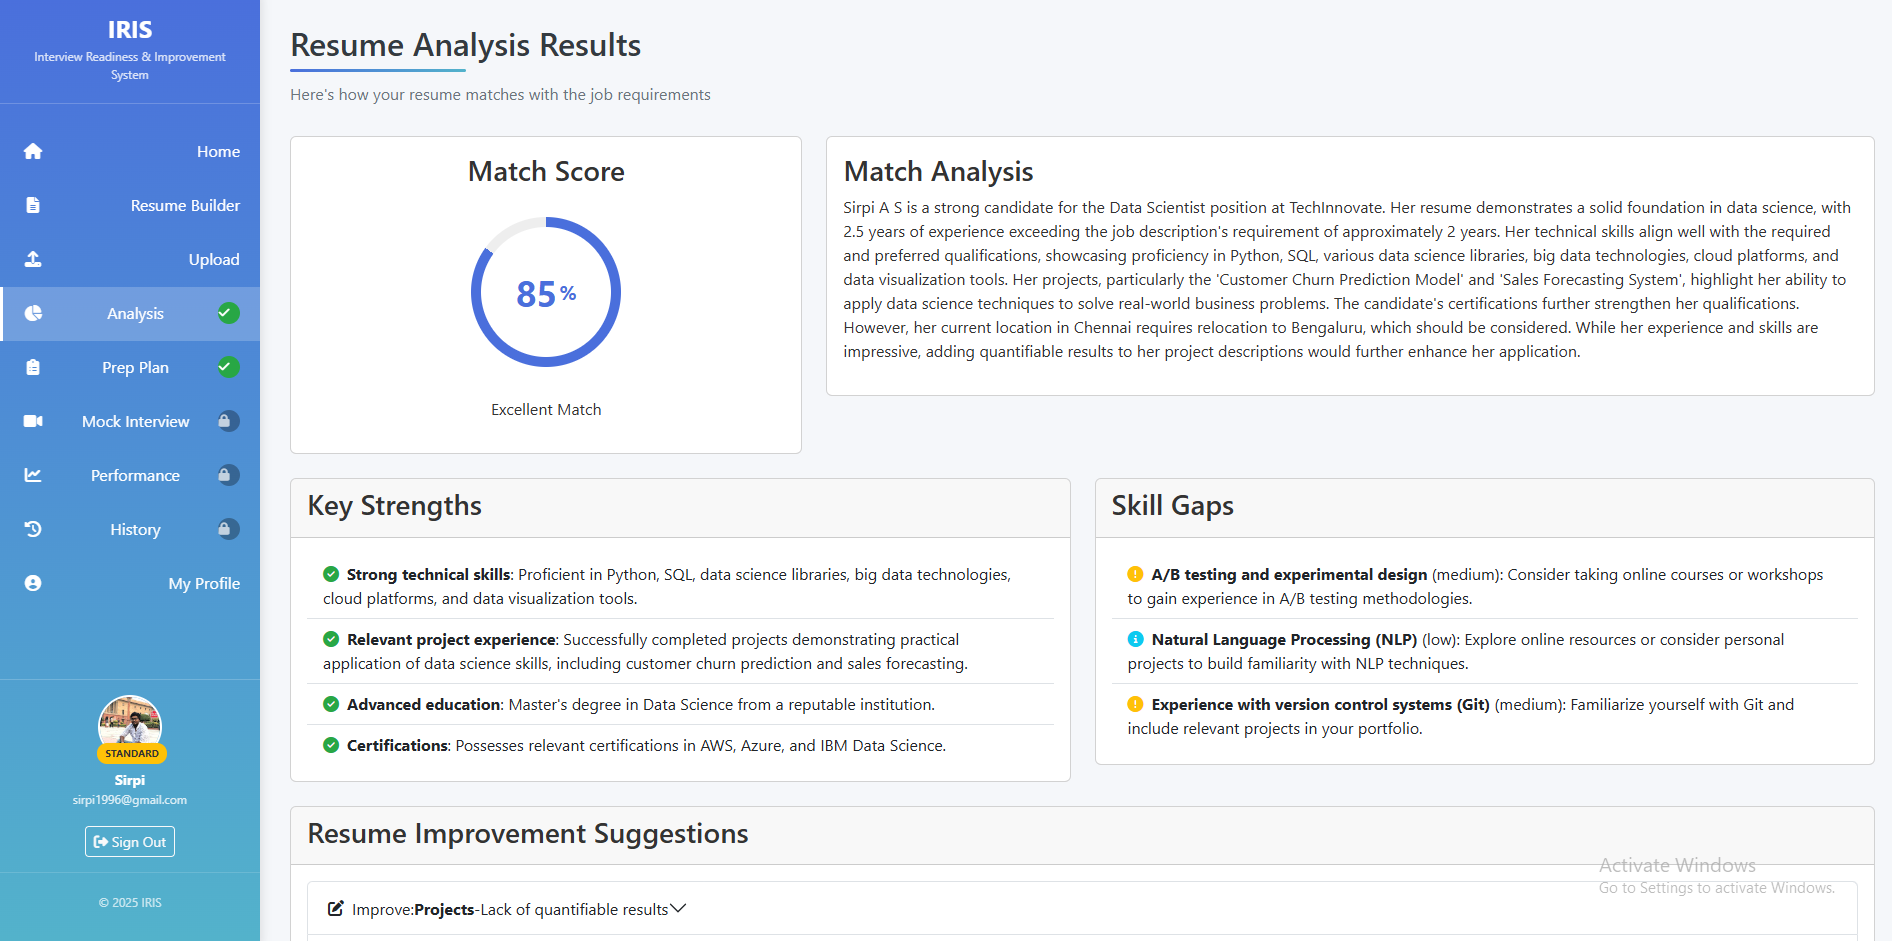 IRIS
Interview Readiness & Improvement
System
Home
Resume Builder
Upload
Analysis
Prep Plan
Mock Interview
Performance
History
My Profile
STANDARD
Sirpi
sirpi1996@gmail.com
Sign Out
© 2025 IRIS
Resume Analysis Results
Here's how your resume matches with the job requirements
Match Score
85%
Excellent Match
Match Analysis
Sirpi A S is a strong candidate for the Data Scientist position at TechInnovate. Her resume demonstrates a solid foundation in data science, with
2.5 years of experience exceeding the job description's requirement of approximately 2 years. Her technical skills align well with the required
and preferred qualifications, showcasing proficiency in Python, SQL, various data science libraries, big data technologies, cloud platforms, and
data visualization tools. Her projects, particularly the 'Customer Churn Prediction Model' and 'Sales Forecasting System', highlight her ability to
apply data science techniques to solve real-world business problems. The candidate's certifications further strengthen her qualifications.
However, her current location in Chennai requires relocation to Bengaluru, which should be considered. While her experience and skills are
impressive, adding quantifiable results to her project descriptions would further enhance her application.
Key Strengths
Strong technical skills: Proficient in Python, SQL, data science libraries, big data technologies,
cloud platforms, and data visualization tools.
Relevant project experience: Successfully completed projects demonstrating practical
application of data science skills, including customer churn prediction and sales forecasting.
Advanced education: Master's degree in Data Science from a reputable institution.
Certifications: Possesses relevant certifications in AWS, Azure, and IBM Data Science.
Skill Gaps
A/B testing and experimental design (medium): Consider taking online courses or workshops
to gain experience in A/B testing methodologies.
Natural Language Processing (NLP) (low): Explore online resources or consider personal
projects to build familiarity with NLP techniques.
Experience with version control systems (Git) (medium): Familiarize yourself with Git and
include relevant projects in your portfolio.
Resume Improvement Suggestions
Improve:Projects-Lack of quantifiable results
Activate Windows
Go to Settings to activate Windows.